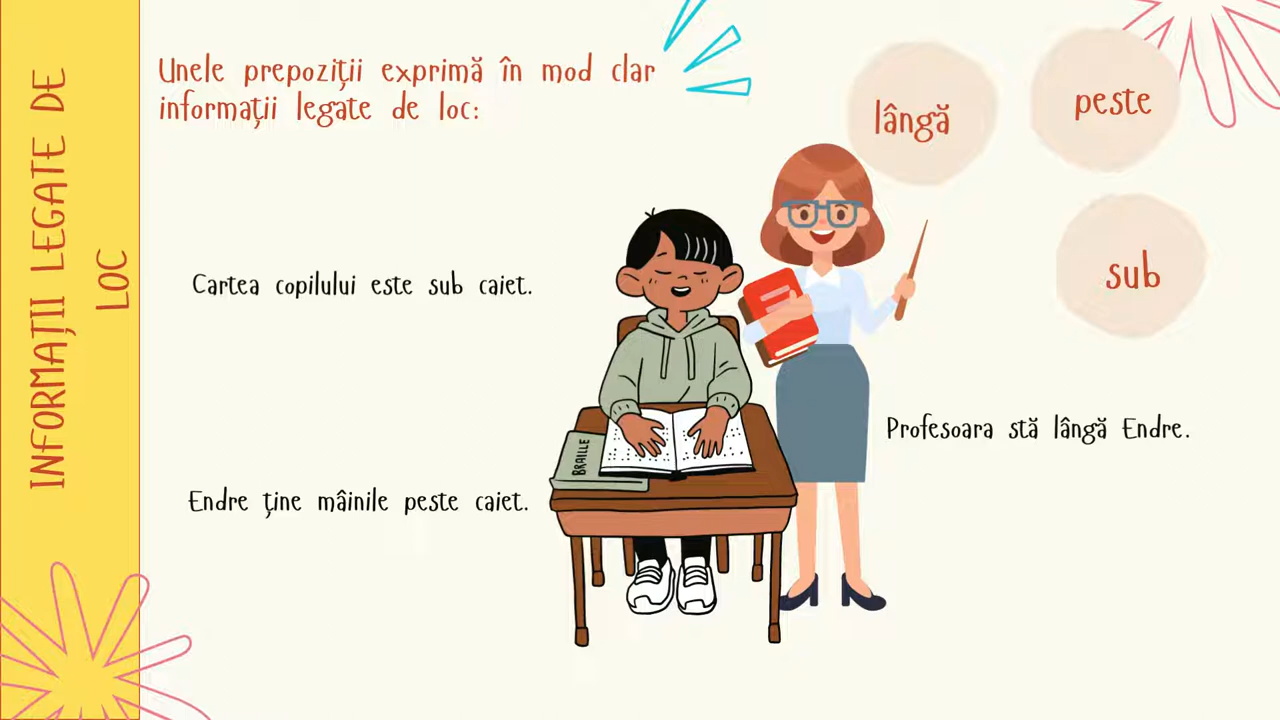 INFORMAȚII LEGATE DE
LOC
Unele prepoziții exprimă în mod clar
informații legate de loc:
lângă
peste
sub
Cartea copilului este sub caiet.
BRAILLE
Profesoara stă lângă Endre.
Endre ține mâinile peste caiet.